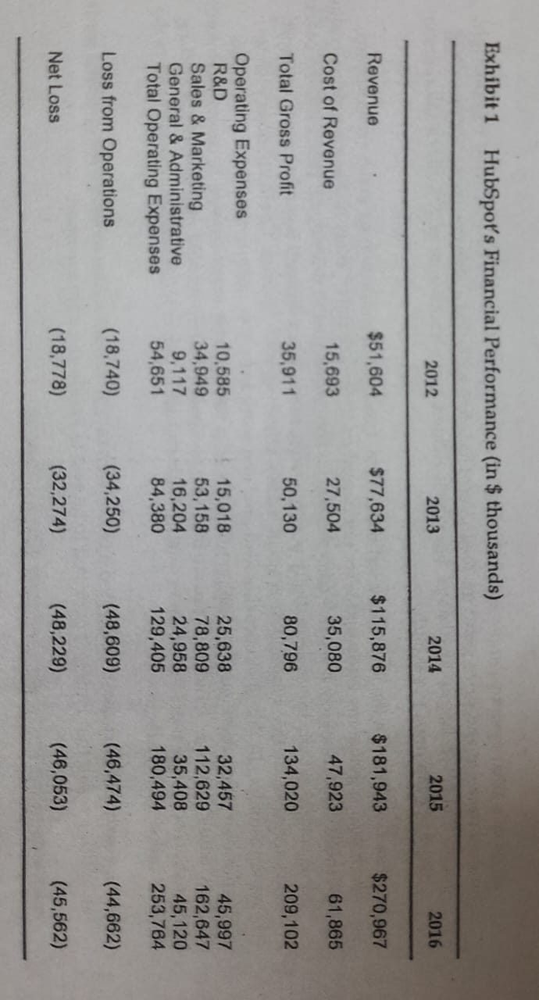 Exhibit 1 HubSpot's Financial Performance (in $ thousands)
2012 2013 2014 2015 2016
Revenue $51,604 $77,634 $115,876 $181,943 $270,967
Cost of Revenue 15,693 27,504 35,080 47,923 61,865
Total Gross Profit 35,911 50,130 80,796 134,020 209,102
Operating Expenses
R&D 10,585 15,018 25,638 32,457 45,997
Sales & Marketing 34,949 53,158 78,809 112,629 162,647
General & Administrative 9,117 16,204 24,958 35,408 45,120
Total Operating Expenses 54,651 84,380 129,405 180,494 253,764
Loss from Operations (18,740) (34,250) (48,609) (46,474) (44,662)
Net Loss (18,778) (32,274) (48,229) (46,053) (45,562)